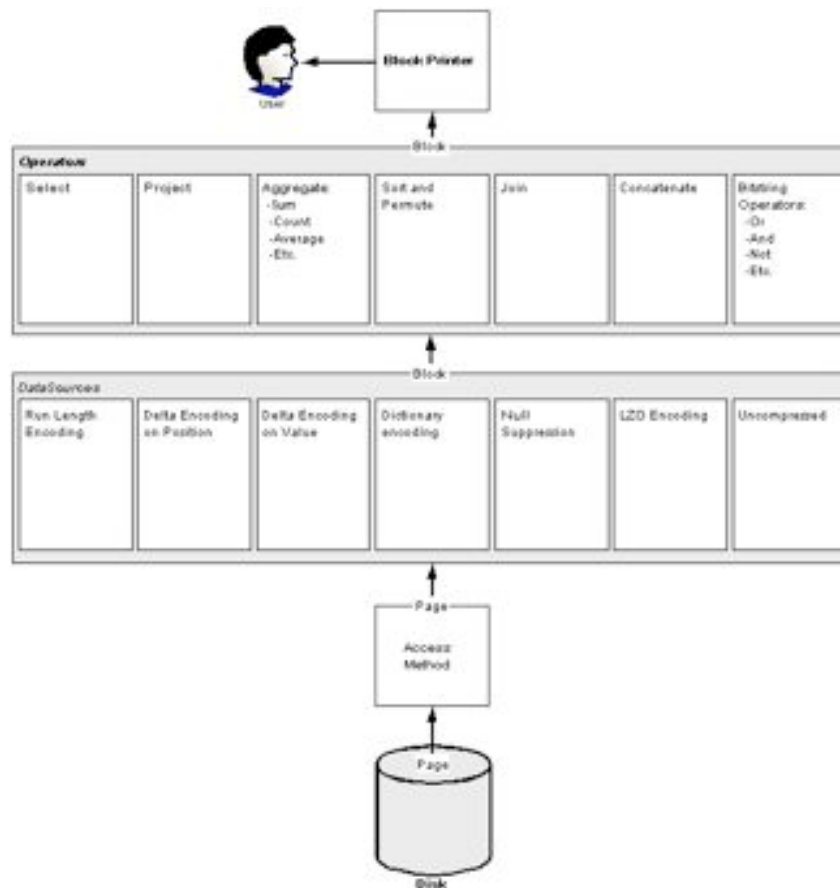 Block Printer
User
Block
Operators
Select
Project
Aggregate:
-Sum
-Count
-Average
-Etc.
Sort and
Permute
Join
Concatenate
Bitstring
Operators:
-Or
-And
-Not
-Etc.
Block
DataSources
Run Length
Encoding
Delta Encoding
on Position
Delta Encoding
on Value
Dictionary
encoding
Null
Suppression
LZO Encoding
Uncompressed
Page
Access
Method
Page
Disk